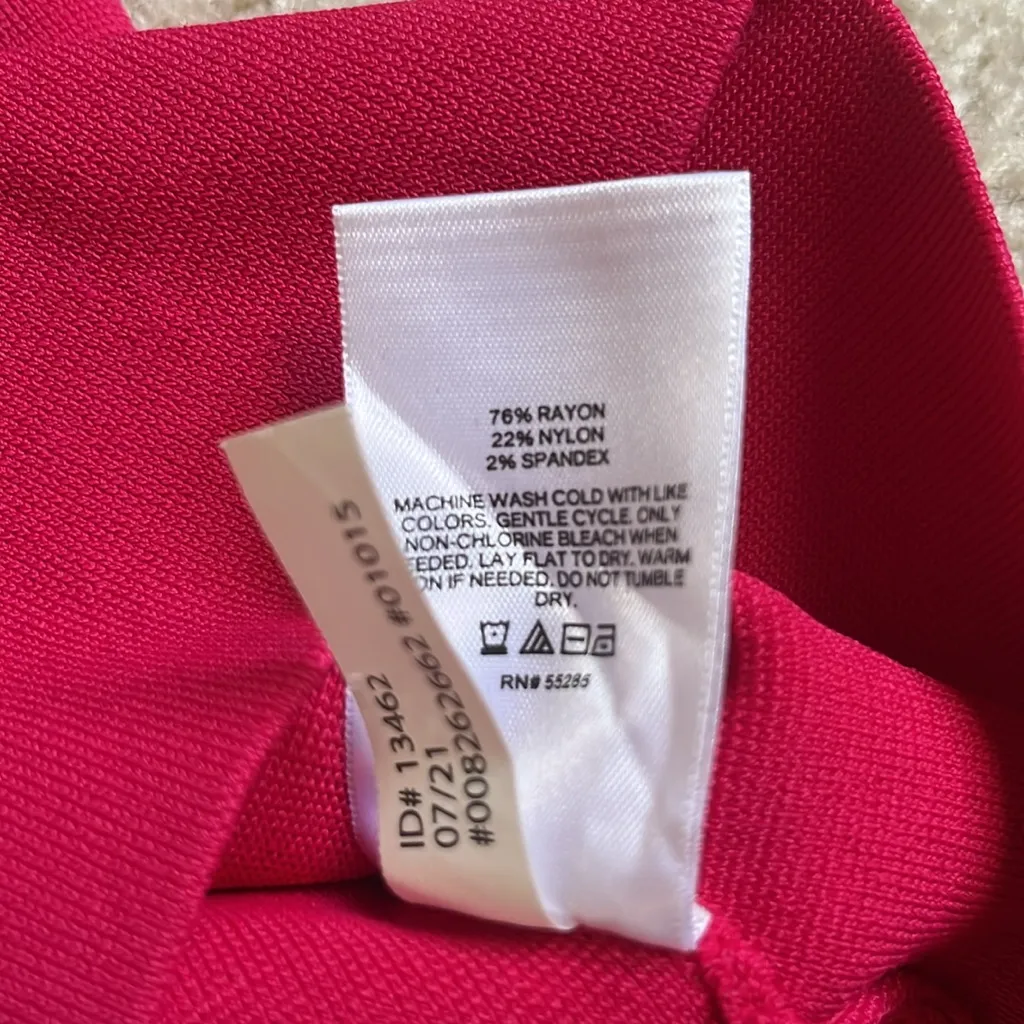 76% RAYON
22% NYLON
2% SPANDEX
MACHINE WASH COLD WITH LIKE
COLORS. GENTLE CYCLE. ONLY
NON-CHLORINE BLEACH WHEN
EEDED. LAY FLAT TO DRY. WARM
ON IF NEEDED. DO NOT TUMBLE
DRY.
RN# 55285
ID# 13462
07/21
#008262662 #01015